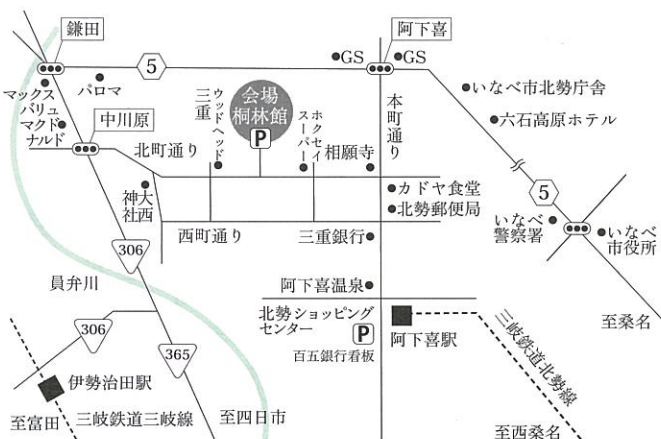 鎌田
阿下喜
GS
GS
5
パロマ
マックス
バリュ
マクド
ナルド
中川原
三重
ウッドヘッド
会場
桐林館
P
ホクセイ
スーパー
本町通り
いなべ市北勢庁舎
六石高原ホテル
北町通り
相願寺
大西
神社
カドヤ食堂
北勢郵便局
5
西町通り
三重銀行
いなべ
警察署
いなべ
市役所
306
員弁川
阿下喜温泉
至桑名
北勢ショッピング
センター
P
百五銀行看板
阿下喜駅
三岐鉄道北勢線
306
365
伊勢治田駅
至富田
三岐鉄道三岐線
至四日市
至西桑名